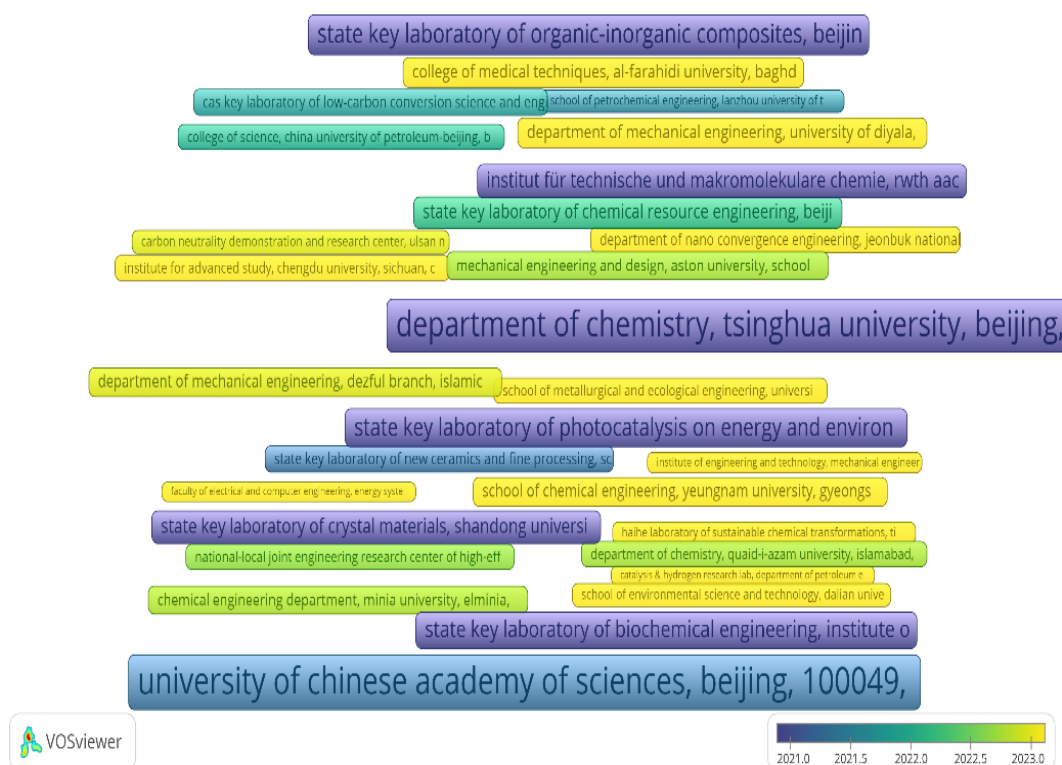 state key laboratory of organic-inorganic composites, beijin
college of medical techniques, al-farahidi university, baghd
cas key laboratory of low-carbon conversion science and eng
school of petrochemical engineering, lanzhou university of t
college of science, china university of petroleum-beijing, b
department of mechanical engineering, university of diyala,
institut für technische und makromolekulare chemie, rwth aac
state key laboratory of chemical resource engineering, beiji
carbon neutrality demonstration and research center, ulsan n
department of nano convergence engineering, jeonbuk national
institute for advanced study, chengdu university, sichuan, c
mechanical engineering and design, aston university, school
department of chemistry, tsinghua university, beijing,
department of mechanical engineering, dezful branch, islamic
school of metallurgical and ecological engineering, universi
state key laboratory of photocatalysis on energy and environ
state key laboratory of new ceramics and fine processing, sc
institute of engineering and technology, mechanical engineer
faculty of electrical and computer engineering, energy syste
school of chemical engineering, yeungnam university, gyeongs
state key laboratory of crystal materials, shandong universi
haihe laboratory of sustainable chemical transformations, ti
national-local joint engineering research center of high-eff
department of chemistry, quaid-i-azam university, islamabad,
catalysis & hydrogen research lab, department of petroleum e
chemical engineering department, minia university, elminia,
school of environmental science and technology, dalian unive
state key laboratory of biochemical engineering, institute o
university of chinese academy of sciences, beijing, 100049,
VOSviewer
2021.0 2021.5 2022.0 2022.5 2023.0